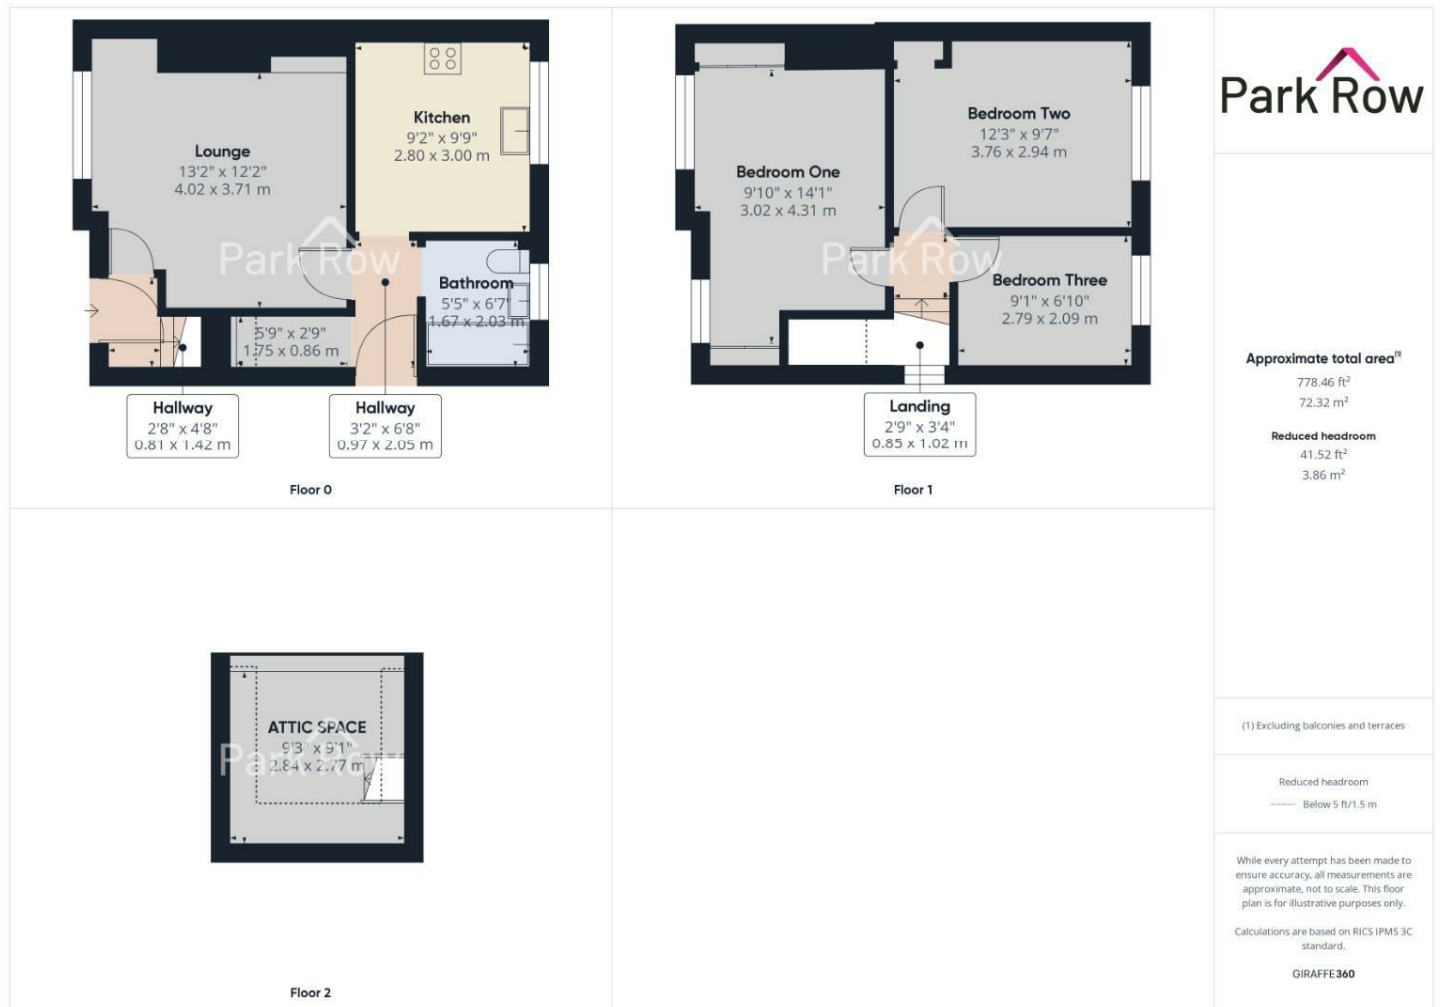 Lounge
13'2" x 12'2"
4.02 x 3.71 m
Kitchen
9'2" x 9'9"
2.80 x 3.00 m
Park Row
Bathroom
5'5" x 6'7"
1.67 x 2.03 m
5'9" x 2'9"
1.75 x 0.86 m
Hallway
2'8" x 4'8"
0.81 x 1.42 m
Hallway
3'2" x 6'8"
0.97 x 2.05 m
Floor 0
Bedroom One
9'10" x 14'1"
3.02 x 4.31 m
Bedroom Two
12'3" x 9'7"
3.76 x 2.94 m
Park Row
Bedroom Three
9'1" x 6'10"
2.79 x 2.09 m
Landing
2'9" x 3'4"
0.85 x 1.02 m
Floor 1
ATTIC SPACE
9'3" x 9'1"
2.84 x 2.77 m
Park Row
Floor 2
Park Row
Approximate total area(1)
778.46 ft²
72.32 m²
Reduced headroom
41.52 ft²
3.86 m²
(1) Excluding balconies and terraces
Reduced headroom
Below 5 ft/1.5 m
While every attempt has been made to
ensure accuracy, all measurements are
approximate, not to scale. This floor
plan is for illustrative purposes only.
Calculations are based on RICS IPMS 3C
standard.
GIRAFFE360